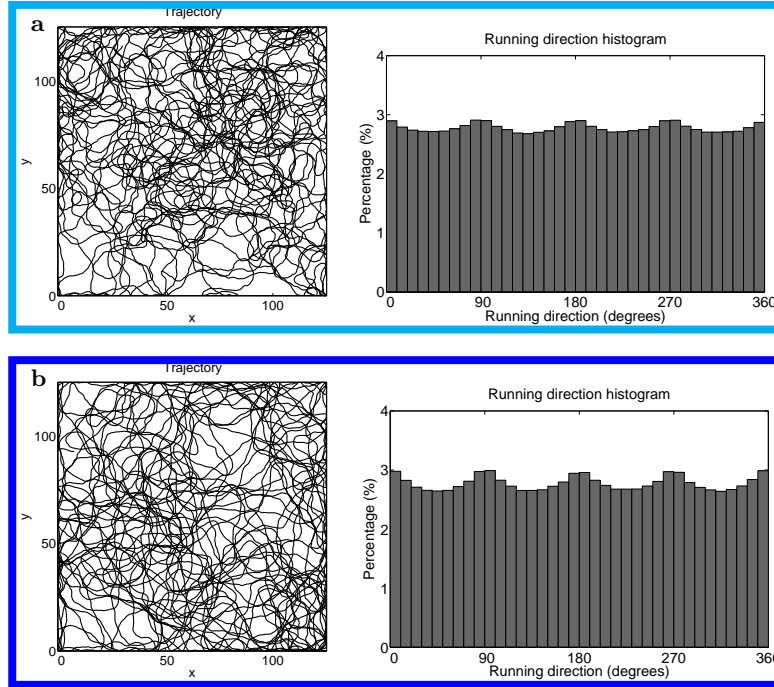 Trajectory
a
100
50
0
y
0
50
100
x
Running direction histogram
4
3
2
1
0
Percentage (%)
0
90
180
270
360
Running direction (degrees)
Trajectory
b
100
50
0
y
0
50
100
x
Running direction histogram
4
3
2
1
0
Percentage (%)
0
90
180
270
360
Running direction (degrees)